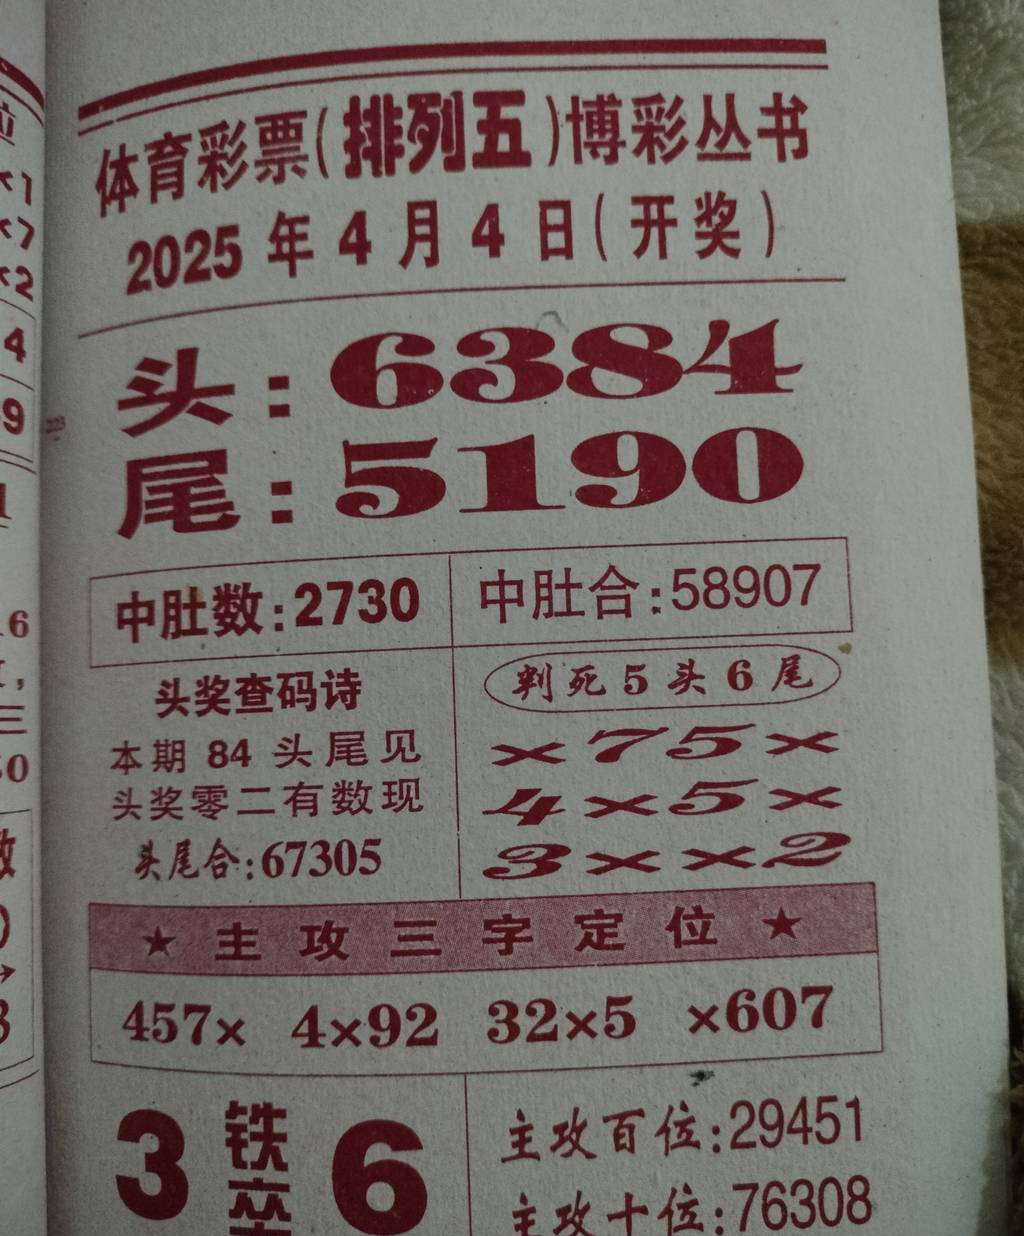 体育彩票(排列五)博彩丛书
2025年4月4日(开奖)
头:6384
尾:5190
中肚数:2730
中肚合:58907
头奖查码诗
本期84头尾见
头奖零二有数现
头尾合:67305
判死5头6尾
×75×
4×5×
3××2
★主攻三字定位★
457× 4×92 32×5 ×607
3 铁 6
主攻百位:29451
主攻十位:76308